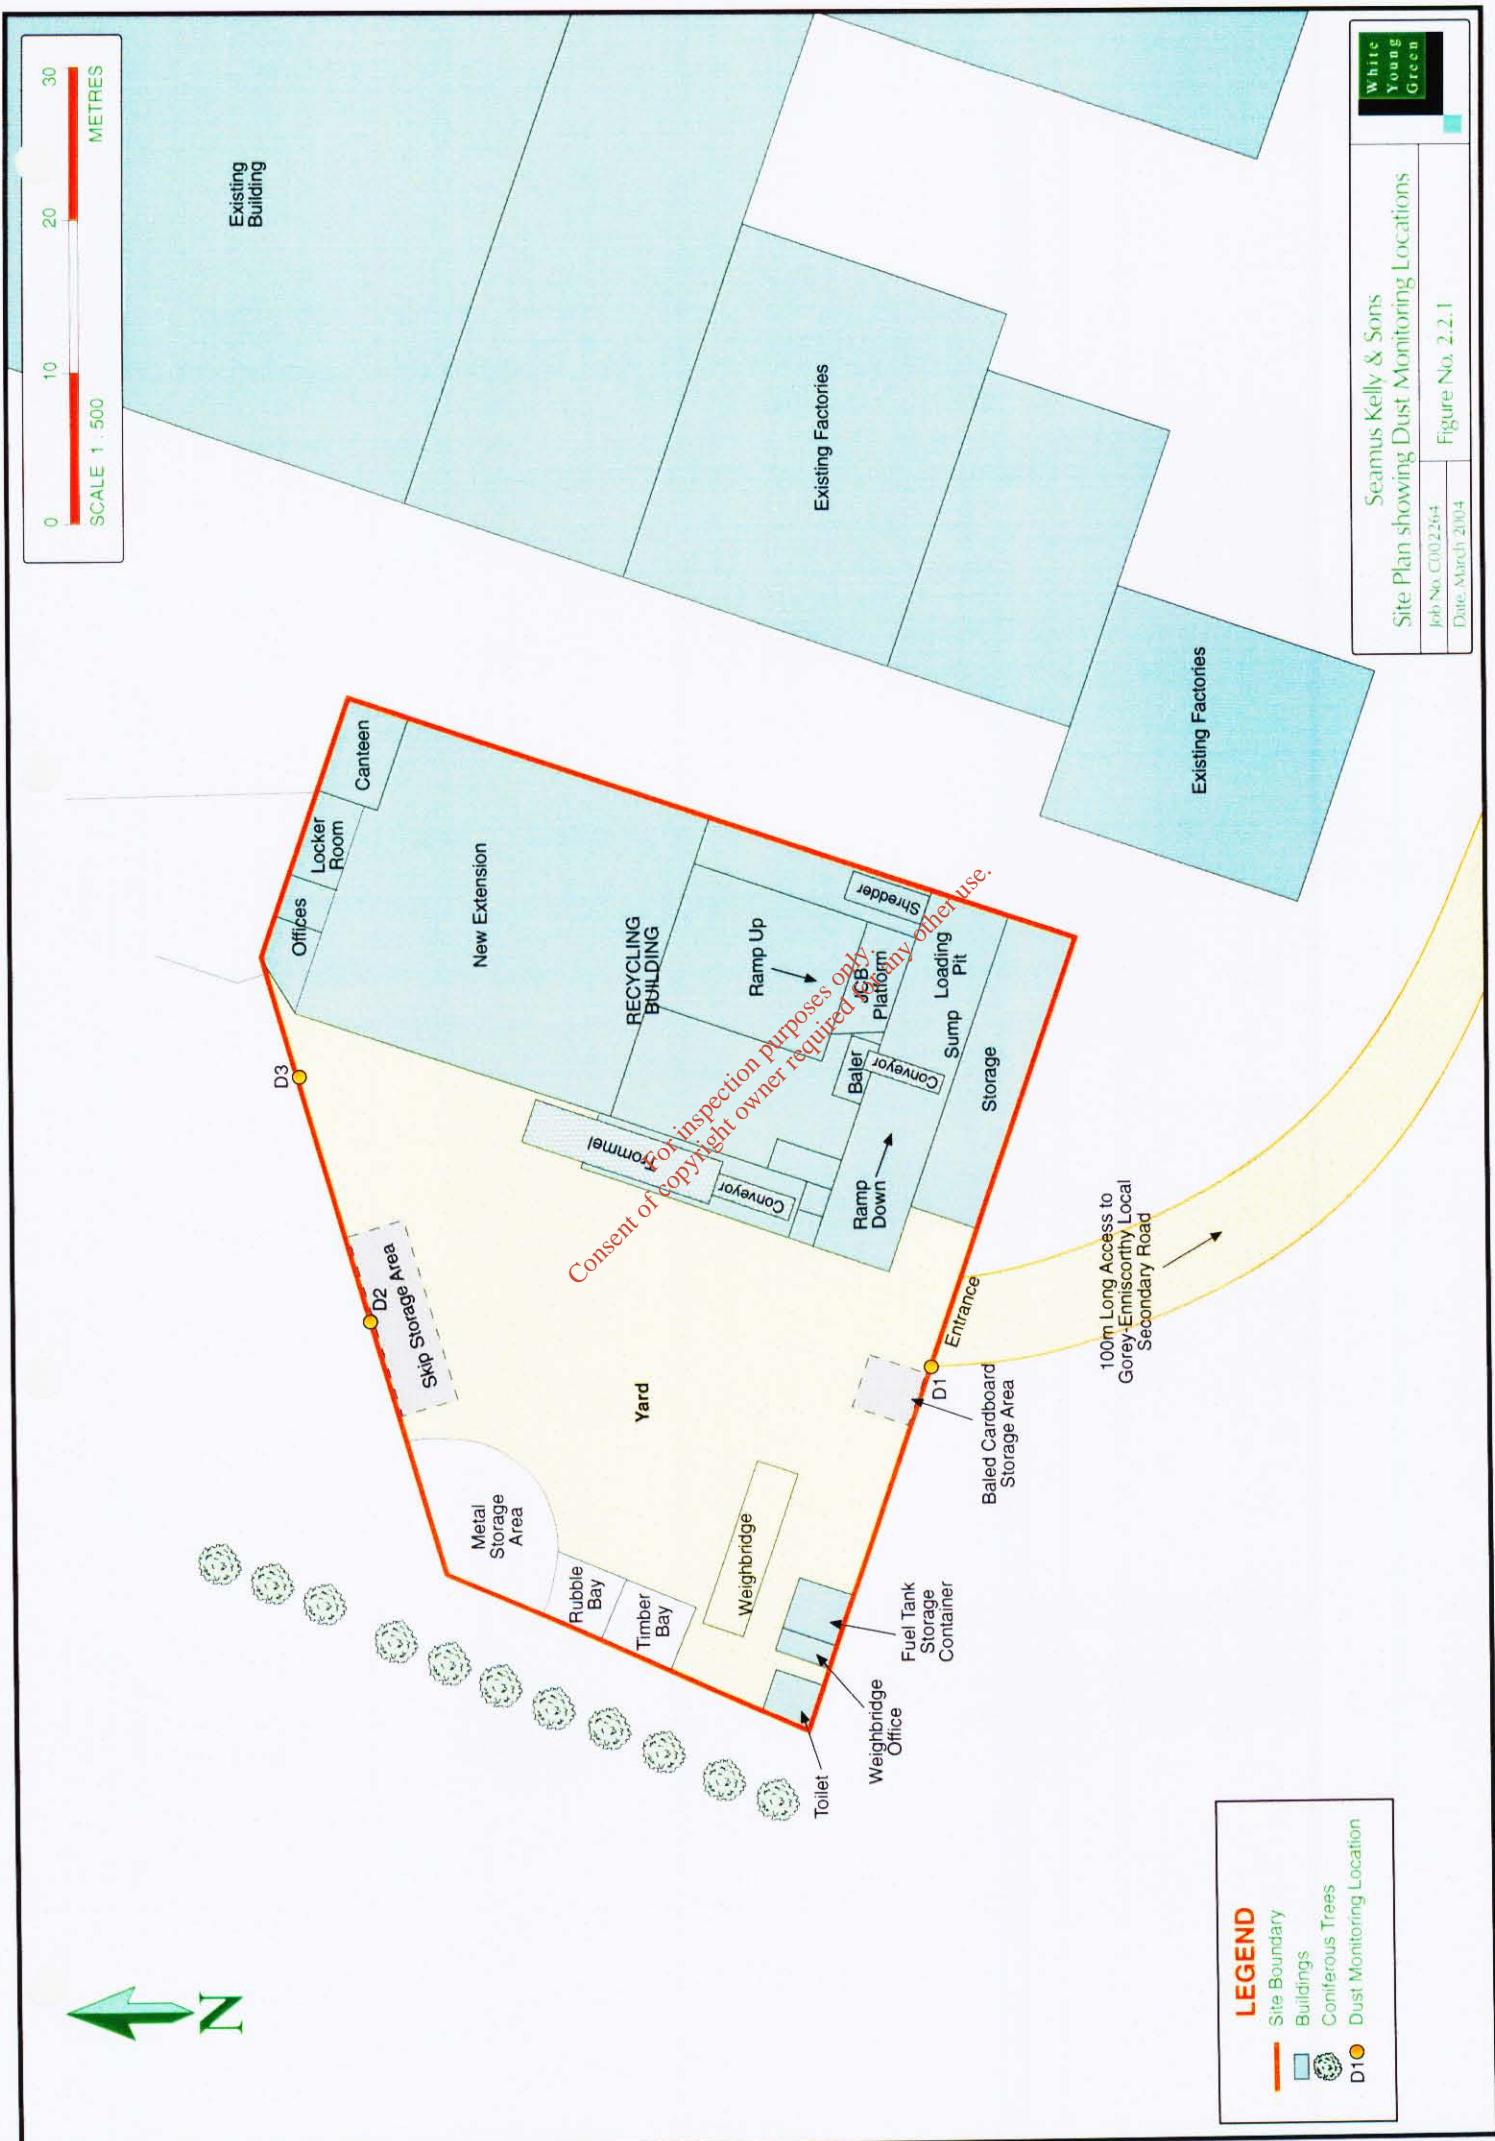 0 10 20 30
SCALE 1 : 500 METRES
Existing
Building
Existing Factories
Existing Factories
Canteen
Locker
Room
Offices
New Extension
RECYCLING
BUILDING
Ramp Up
Shredder
JCB
Platform
Loading
Pit
Sump
Storage
Baler
Conveyor
Trommel
Conveyor
Ramp
Down
D3
D2
Skip Storage Area
Yard
Entrance
D1
Baled Cardboard
Storage Area
100m Long Access to
Gorey-Enniscorthy Local
Secondary Road
Metal
Storage
Area
Rubble
Bay
Timber
Bay
Weighbridge
Fuel Tank
Storage
Container
Weighbridge
Office
Toilet
For inspection purposes only.
Consent of copyright owner required for any other use.
N
LEGEND
Site Boundary
Buildings
Coniferous Trees
D1 Dust Monitoring Location
Seamus Kelly & Sons
Site Plan showing Dust Monitoring Locations
Job No. C002264
Date. March 2004
Figure No. 2.2.1
White
Young
Green